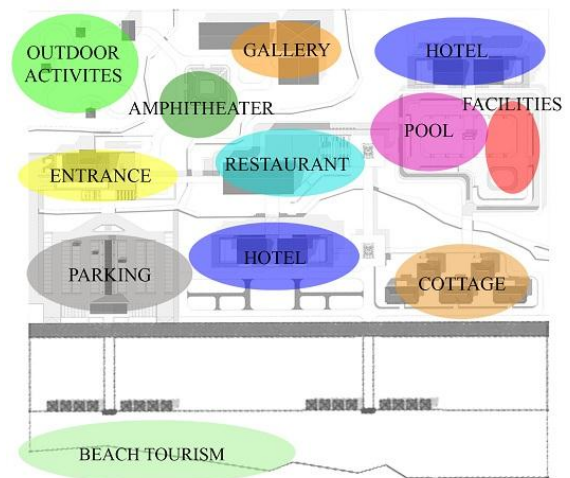 OUTDOOR
ACTIVITES
GALLERY
HOTEL
AMPHITHEATER
FACILITIES
POOL
ENTRANCE
RESTAURANT
PARKING
HOTEL
COTTAGE
BEACH TOURISM